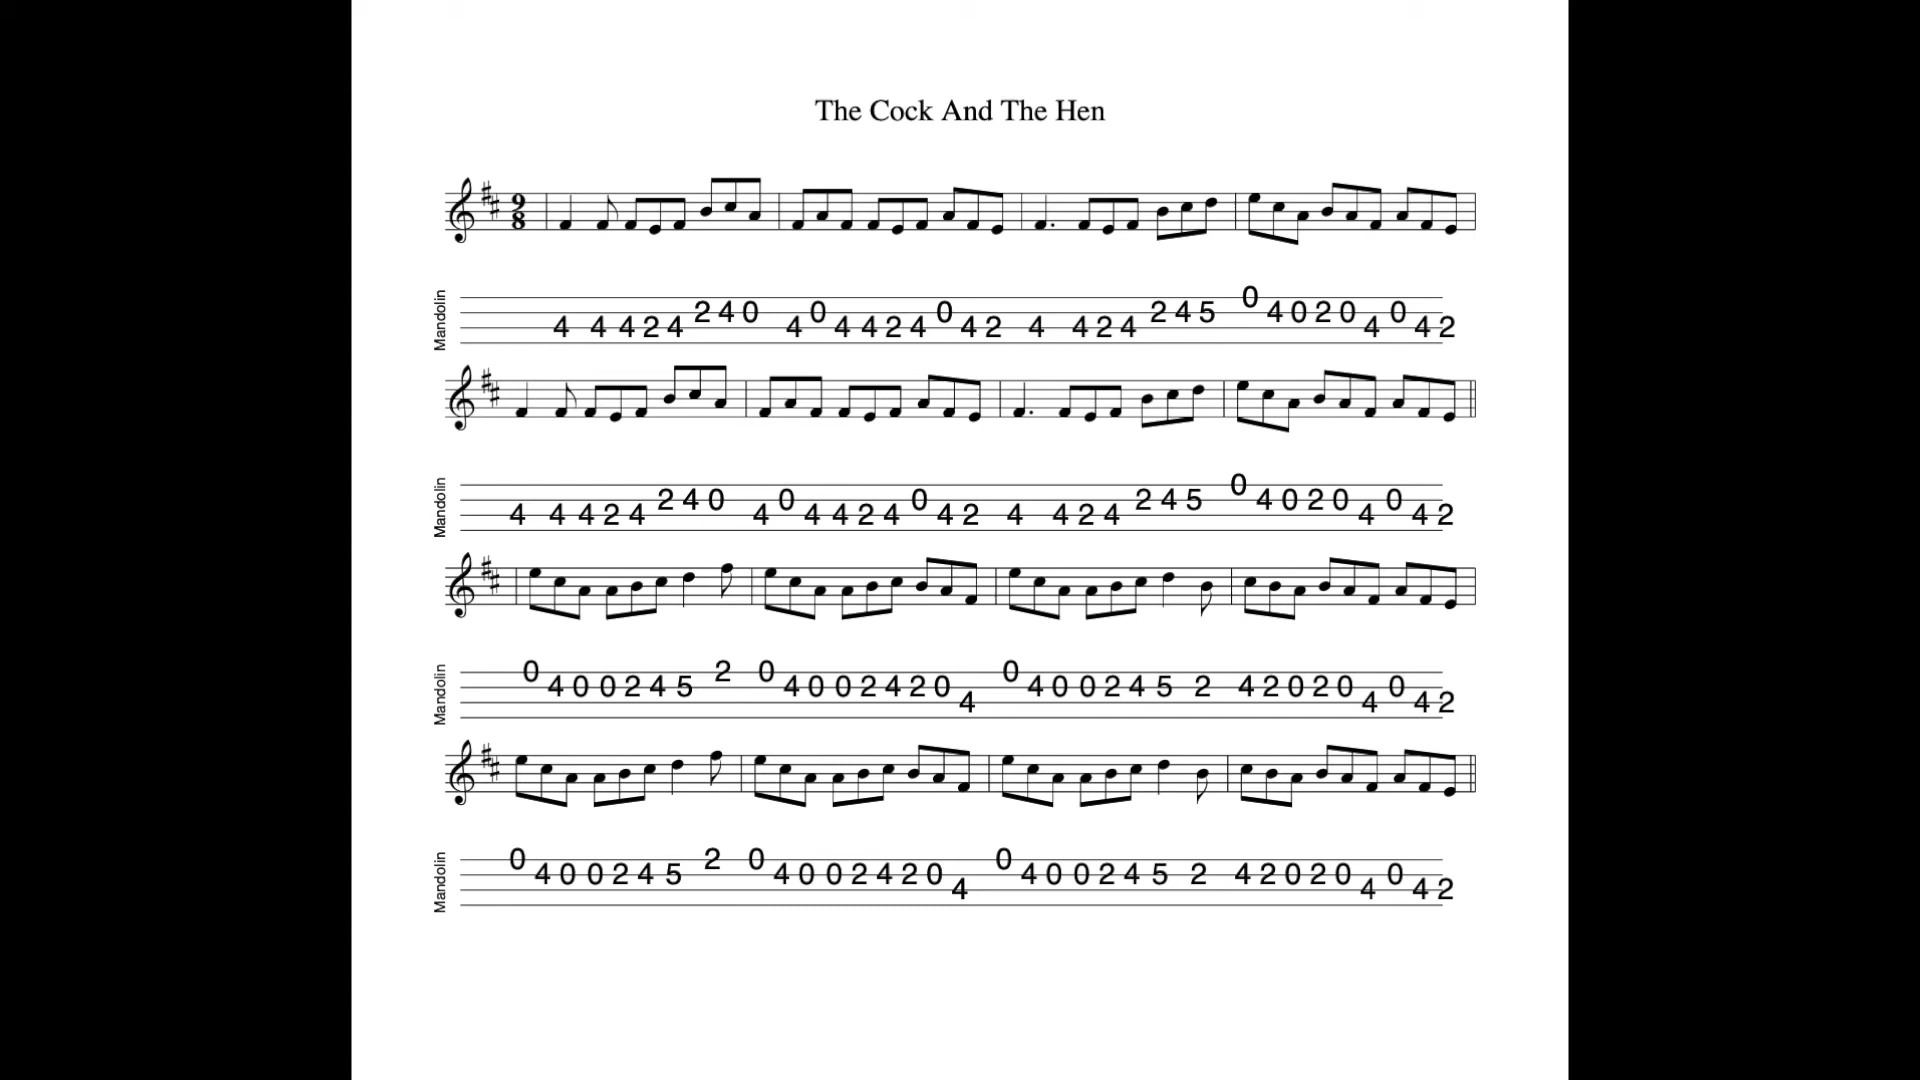 The Cock And The Hen
9
8
Mandolin
4 4 4 2 4 2 4 0 4 0 4 4 2 4 0 4 2 4 4 2 4 2 4 5 0 4 0 2 0 4 0 4 2
Mandolin
4 4 4 2 4 2 4 0 4 0 4 4 2 4 0 4 2 4 4 2 4 2 4 5 0 4 0 2 0 4 0 4 2
Mandolin
0 4 0 0 2 4 5 2 0 4 0 0 2 4 2 0 4 0 4 0 0 2 4 5 2 4 2 0 2 0 4 0 4 2
Mandolin
0 4 0 0 2 4 5 2 0 4 0 0 2 4 2 0 4 0 4 0 0 2 4 5 2 4 2 0 2 0 4 0 4 2